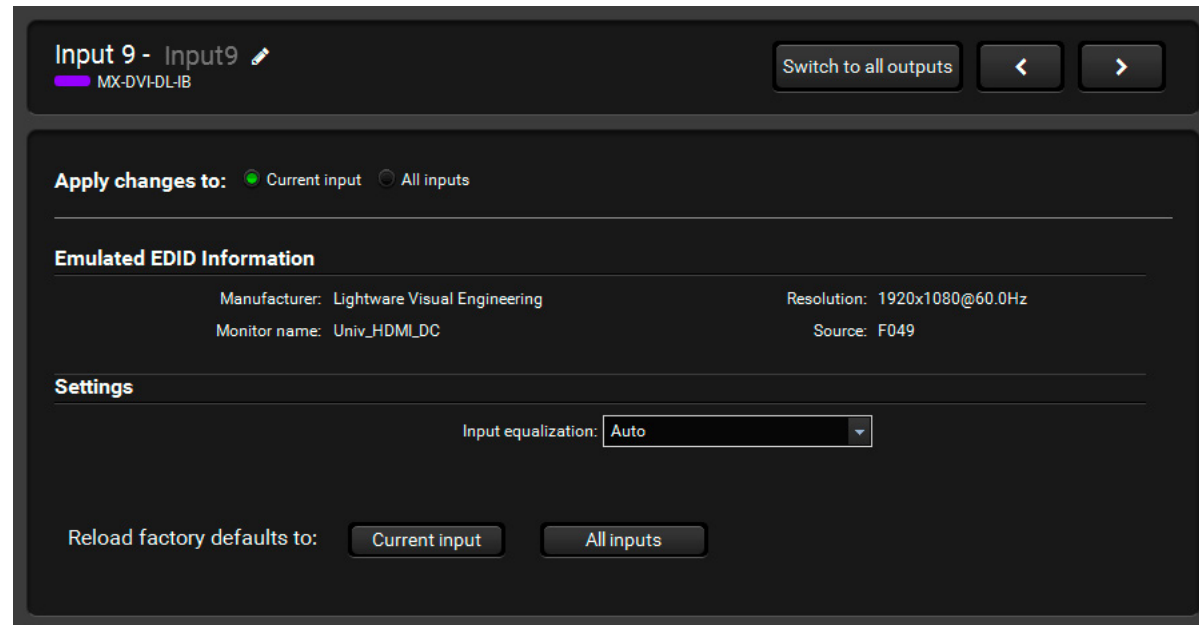 Input 9 - Input9
MX-DVI-DL-IB
Switch to all outputs
Apply changes to: Current input All inputs
Emulated EDID Information
Manufacturer: Lightware Visual Engineering Resolution: 1920x1080@60.0Hz
Monitor name: Univ_HDMI_DC Source: F049
Settings
Input equalization: Auto
Reload factory defaults to: Current input All inputs